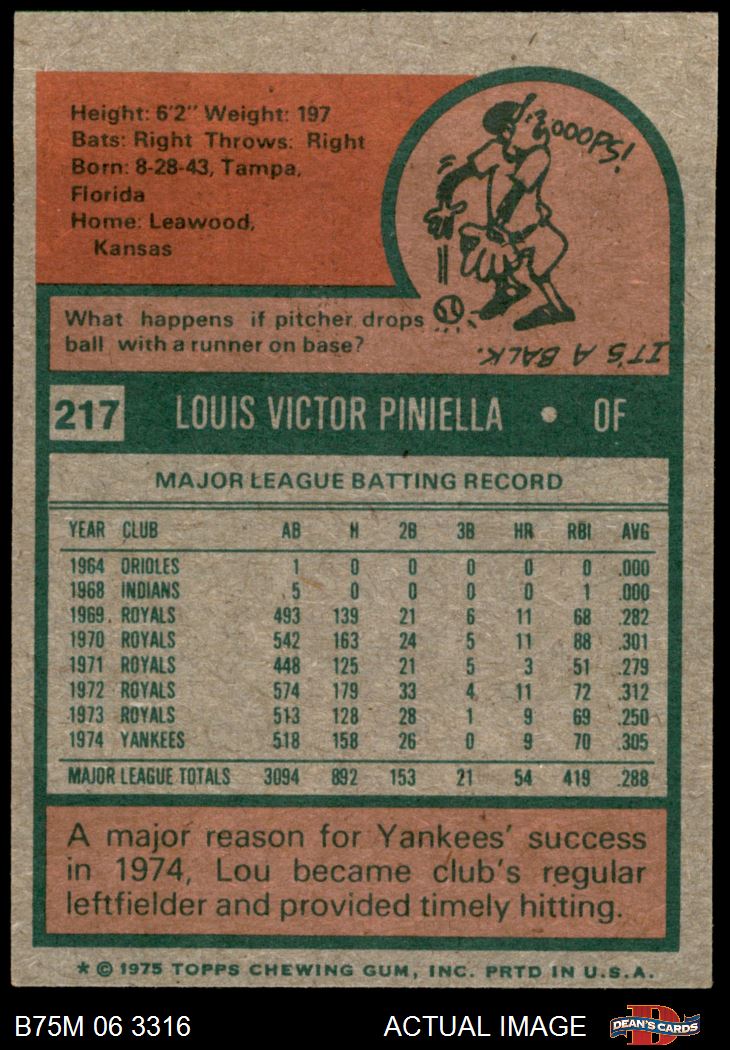 Height: 6'2" Weight: 197
Bats: Right Throws: Right
Born: 8-28-43, Tampa,
Florida
Home: Leawood,
Kansas
OOOPS!
What happens if pitcher drops
ball with a runner on base?
IT'S A BALK.
217 LOUIS VICTOR PINIELLA • OF
MAJOR LEAGUE BATTING RECORD
YEAR CLUB AB H 2B 3B HR RBI AVG
1964 ORIOLES 1 0 0 0 0 0 .000
1968 INDIANS 5 0 0 0 0 1 .000
1969 ROYALS 493 139 21 6 11 68 .282
1970 ROYALS 542 163 24 5 11 88 .301
1971 ROYALS 448 125 21 5 3 51 .279
1972 ROYALS 574 179 33 4 11 72 .312
1973 ROYALS 513 128 28 1 9 69 .250
1974 YANKEES 518 158 26 0 9 70 .305
MAJOR LEAGUE TOTALS 3094 892 153 21 54 419 .288
A major reason for Yankees' success
in 1974, Lou became club's regular
leftfielder and provided timely hitting.
* © 1975 TOPPS CHEWING GUM, INC. PRTD IN U.S.A.
B75M 06 3316 ACTUAL IMAGE D DEAN'S CARDS